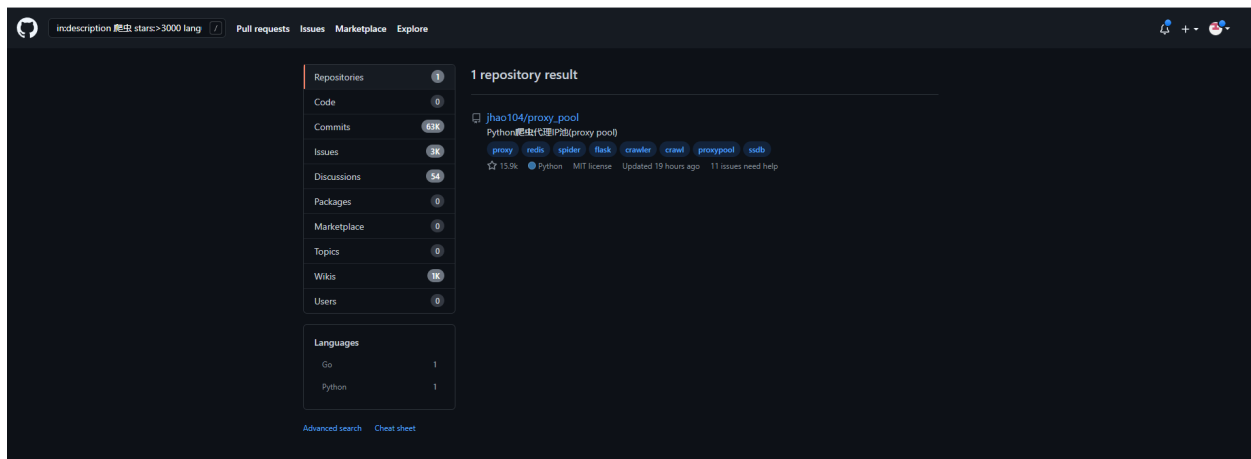 in:description 爬虫 stars:>3000 lang / Pull requests Issues Marketplace Explore
Repositories 1
Code 0
Commits 63K
Issues 3K
Discussions 54
Packages 0
Marketplace 0
Topics 0
Wikis 1K
Users 0
Languages
Go 1
Python 1
Advanced search Cheat sheet
1 repository result
jhao104/proxy_pool
Python爬虫代理IP池(proxy pool)
proxy redis spider flask crawler crawl proxypool ssdb
15.9k Python MIT license Updated 19 hours ago 11 issues need help